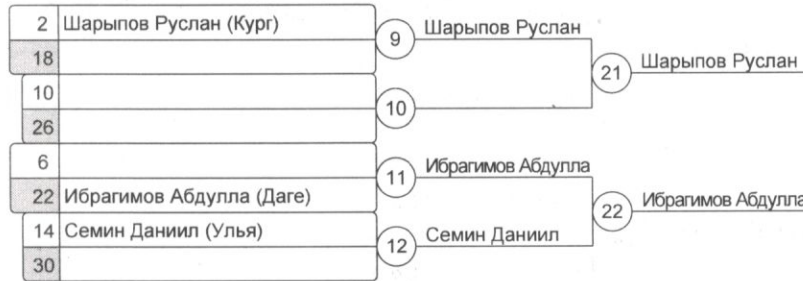 2 Шарыпов Руслан (Кург)
18
9 Шарыпов Руслан
21 Шарыпов Руслан
10
26
10
6
22 Ибрагимов Абдулла (Даге)
11 Ибрагимов Абдулла
22 Ибрагимов Абдулла
14 Семин Даниил (Улья)
30
12 Семин Даниил